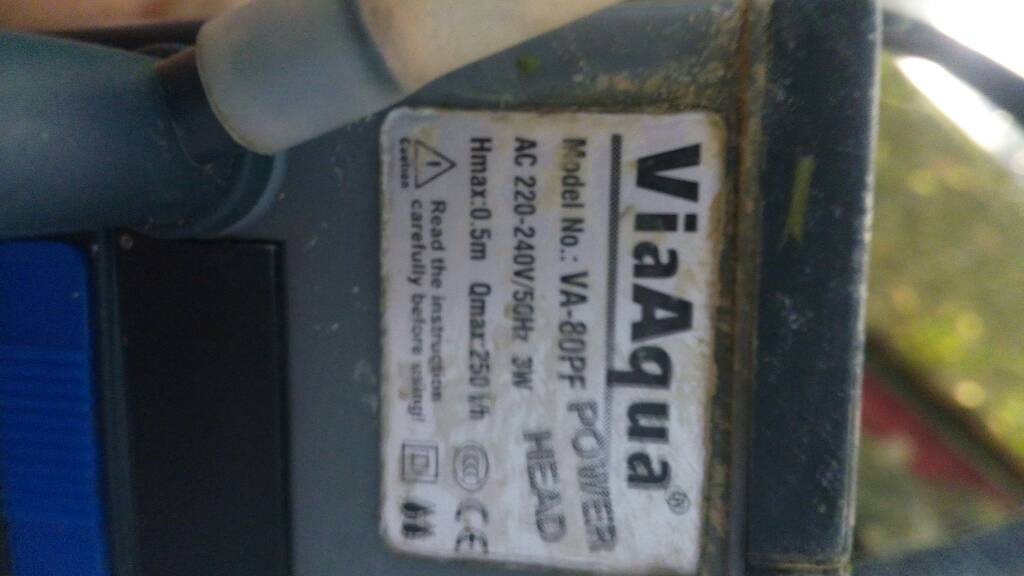 ViaAqua®
Model No.: VA-80PF POWER HEAD
AC 220-240V/50Hz 3W
Hmax:0.5m Qmax:250 l/h
Caution
Read the instruction
carefully before using!